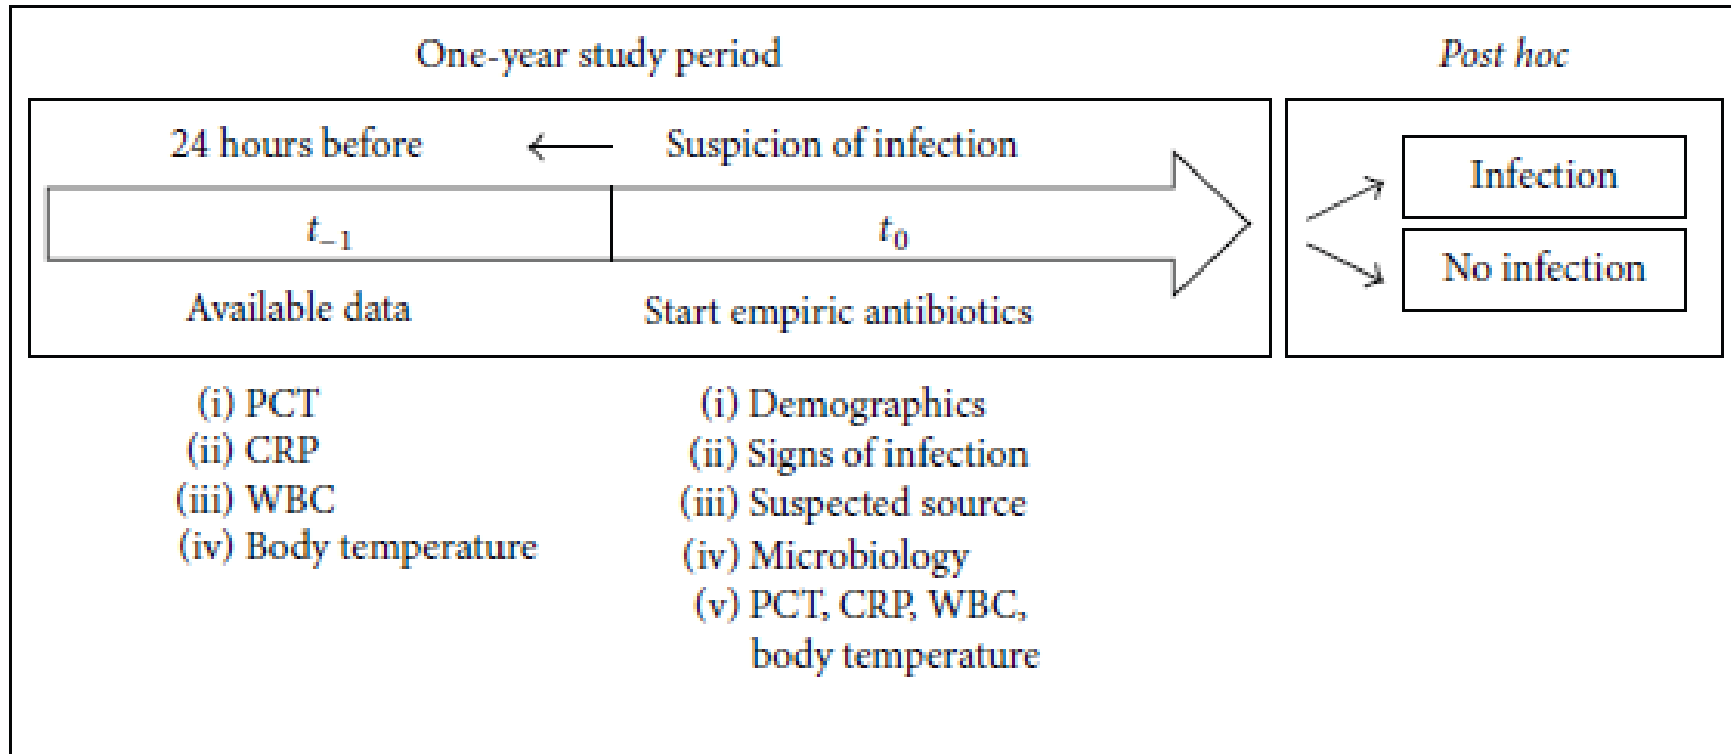 One-year study period
Post hoc
24 hours before
Suspicion of infection
t₋₁
t₀
Available data
Start empiric antibiotics
Infection
No infection
(i) PCT
(ii) CRP
(iii) WBC
(iv) Body temperature
(i) Demographics
(ii) Signs of infection
(iii) Suspected source
(iv) Microbiology
(v) PCT, CRP, WBC,
body temperature